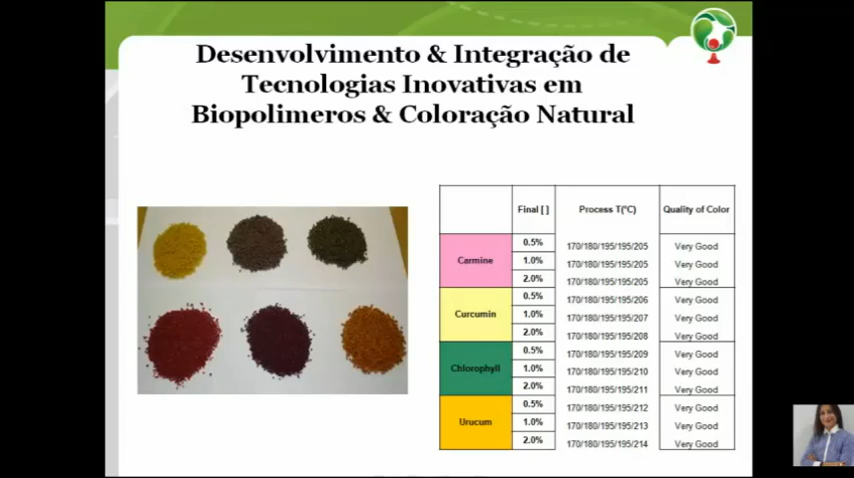 Desenvolvimento & Integração de
Tecnologias Inovativas em
Biopolimeros & Coloração Natural
Final [ ] Process T(°C) Quality of Color
Carmine
0.5% 170/180/195/195/205 Very Good
1.0% 170/180/195/195/205 Very Good
2.0% 170/180/195/195/205 Very Good
Curcumin
0.5% 170/180/195/195/206 Very Good
1.0% 170/180/195/195/207 Very Good
2.0% 170/180/195/195/208 Very Good
Chlorophyll
0.5% 170/180/195/195/209 Very Good
1.0% 170/180/195/195/210 Very Good
2.0% 170/180/195/195/211 Very Good
Urucum
0.5% 170/180/195/195/212 Very Good
1.0% 170/180/195/195/213 Very Good
2.0% 170/180/195/195/214 Very Good